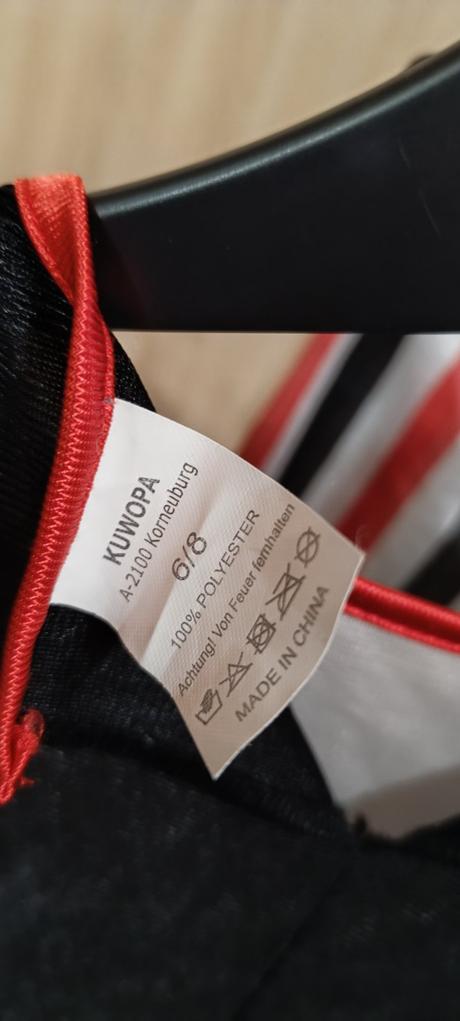 KUWOPA
A-2100 Korneuburg
6/8
100% POLYESTER
Achtung! Von Feuer fernhalten
MADE IN CHINA